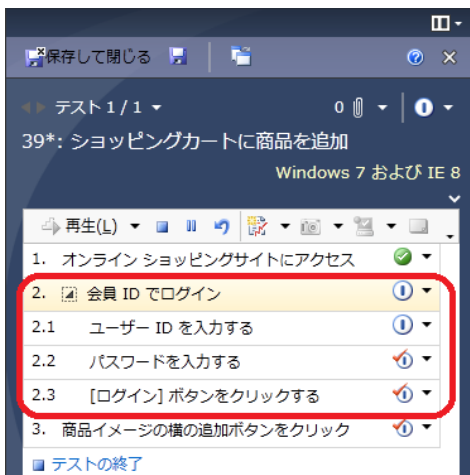 保存して閉じる
テスト 1 / 1
0
39*: ショッピングカートに商品を追加
Windows 7 および IE 8
再生(L)
1. オンライン ショッピングサイトにアクセス
2. 会員 ID でログイン
2.1 ユーザー ID を入力する
2.2 パスワードを入力する
2.3 [ログイン] ボタンをクリックする
3. 商品イメージの横の追加ボタンをクリック
テストの終了